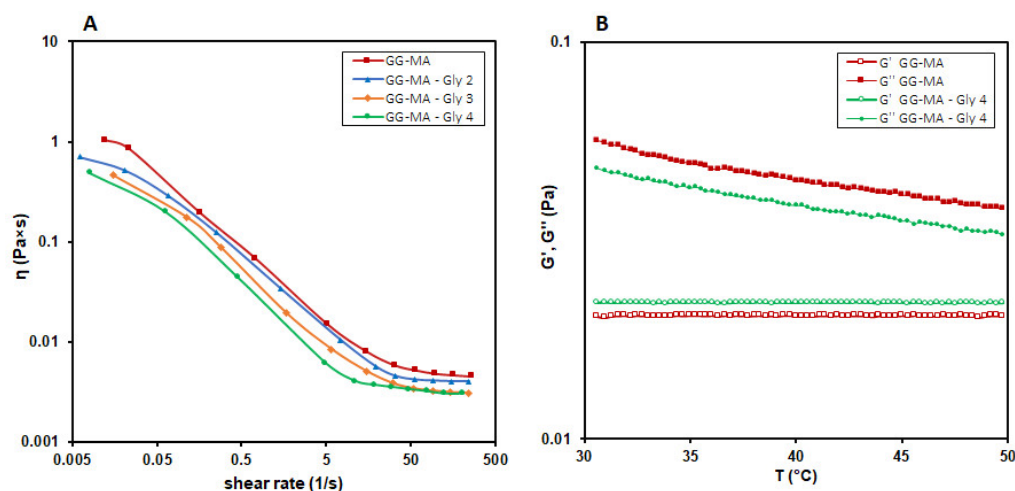 A
10
1
0.1
0.01
0.001
0.005
0.05
0.5
5
50
500
η (Pa×s)
shear rate (1/s)
GG-MA
GG-MA - Gly 2
GG-MA - Gly 3
GG-MA - Gly 4
B
0.1
0.01
30
35
40
45
50
G', G'' (Pa)
T (°C)
G' GG-MA
G'' GG-MA
G' GG-MA - Gly 4
G'' GG-MA - Gly 4